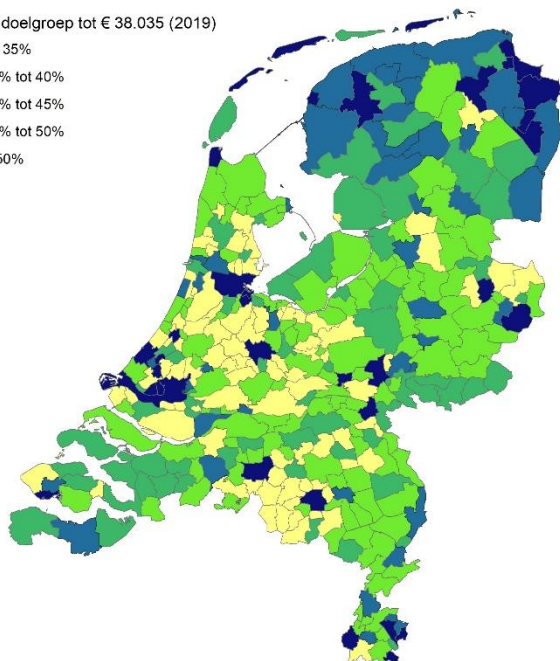 doelgroep tot € 38.035 (2019)
35%
% tot 40%
% tot 45%
% tot 50%
50%